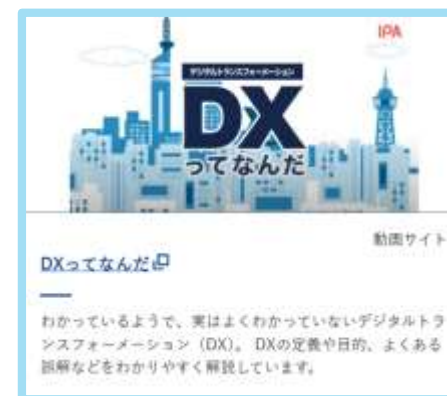 IPA
デジタルトランスフォーメーション
DX
ってなんだ
動画サイト
DXってなんだ
わかっているようで、実はよくわかっていないデジタルトラ
ンスフォーメーション（DX）。 DXの定義や目的、よくある
誤解などをわかりやすく解説しています。